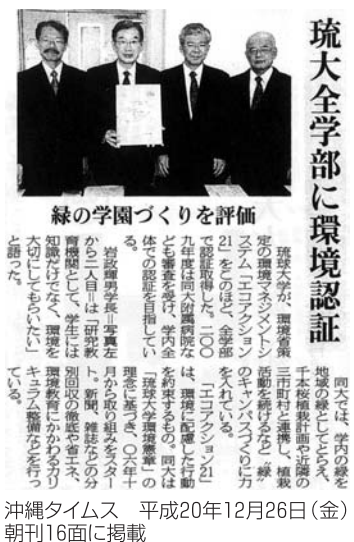 琉大全学部に環境認証
緑の学園づくりを評価
琉球大学が、環境省策
定の環境マネジメントシ
ステム「エコアクション
21」をこのほど、全学部
で認証取得した。二〇〇
九年度は同大附属病院な
ども審査を受け、学内全
体での認証を目指してい
る。
岩政輝男学長＝写真左
から二人目＝は「研究教
育機関として、学生には
知識だけでなく、環境を
大切にしてもらいたい」
と語った。
同大では、学内の緑を
地域の緑としてとらえ、
千本桜植栽計画や近隣の
三市町村と連携し、植栽
活動を続けるなど〝緑〟
のキャンパスづくりに力
を入れている。
「エコアクション21」
は、環境に配慮した行動
を約束するもの。同大は
「琉球大学環境憲章」の
理念に基づき、〇六年十
月から取り組みをスター
ト。新聞、雑誌などの分
別回収の徹底や省エネ、
環境教育にかかわるカリ
キュラム整備などを行っ
ている。
沖縄タイムス　平成20年12月26日（金）
朝刊16面に掲載